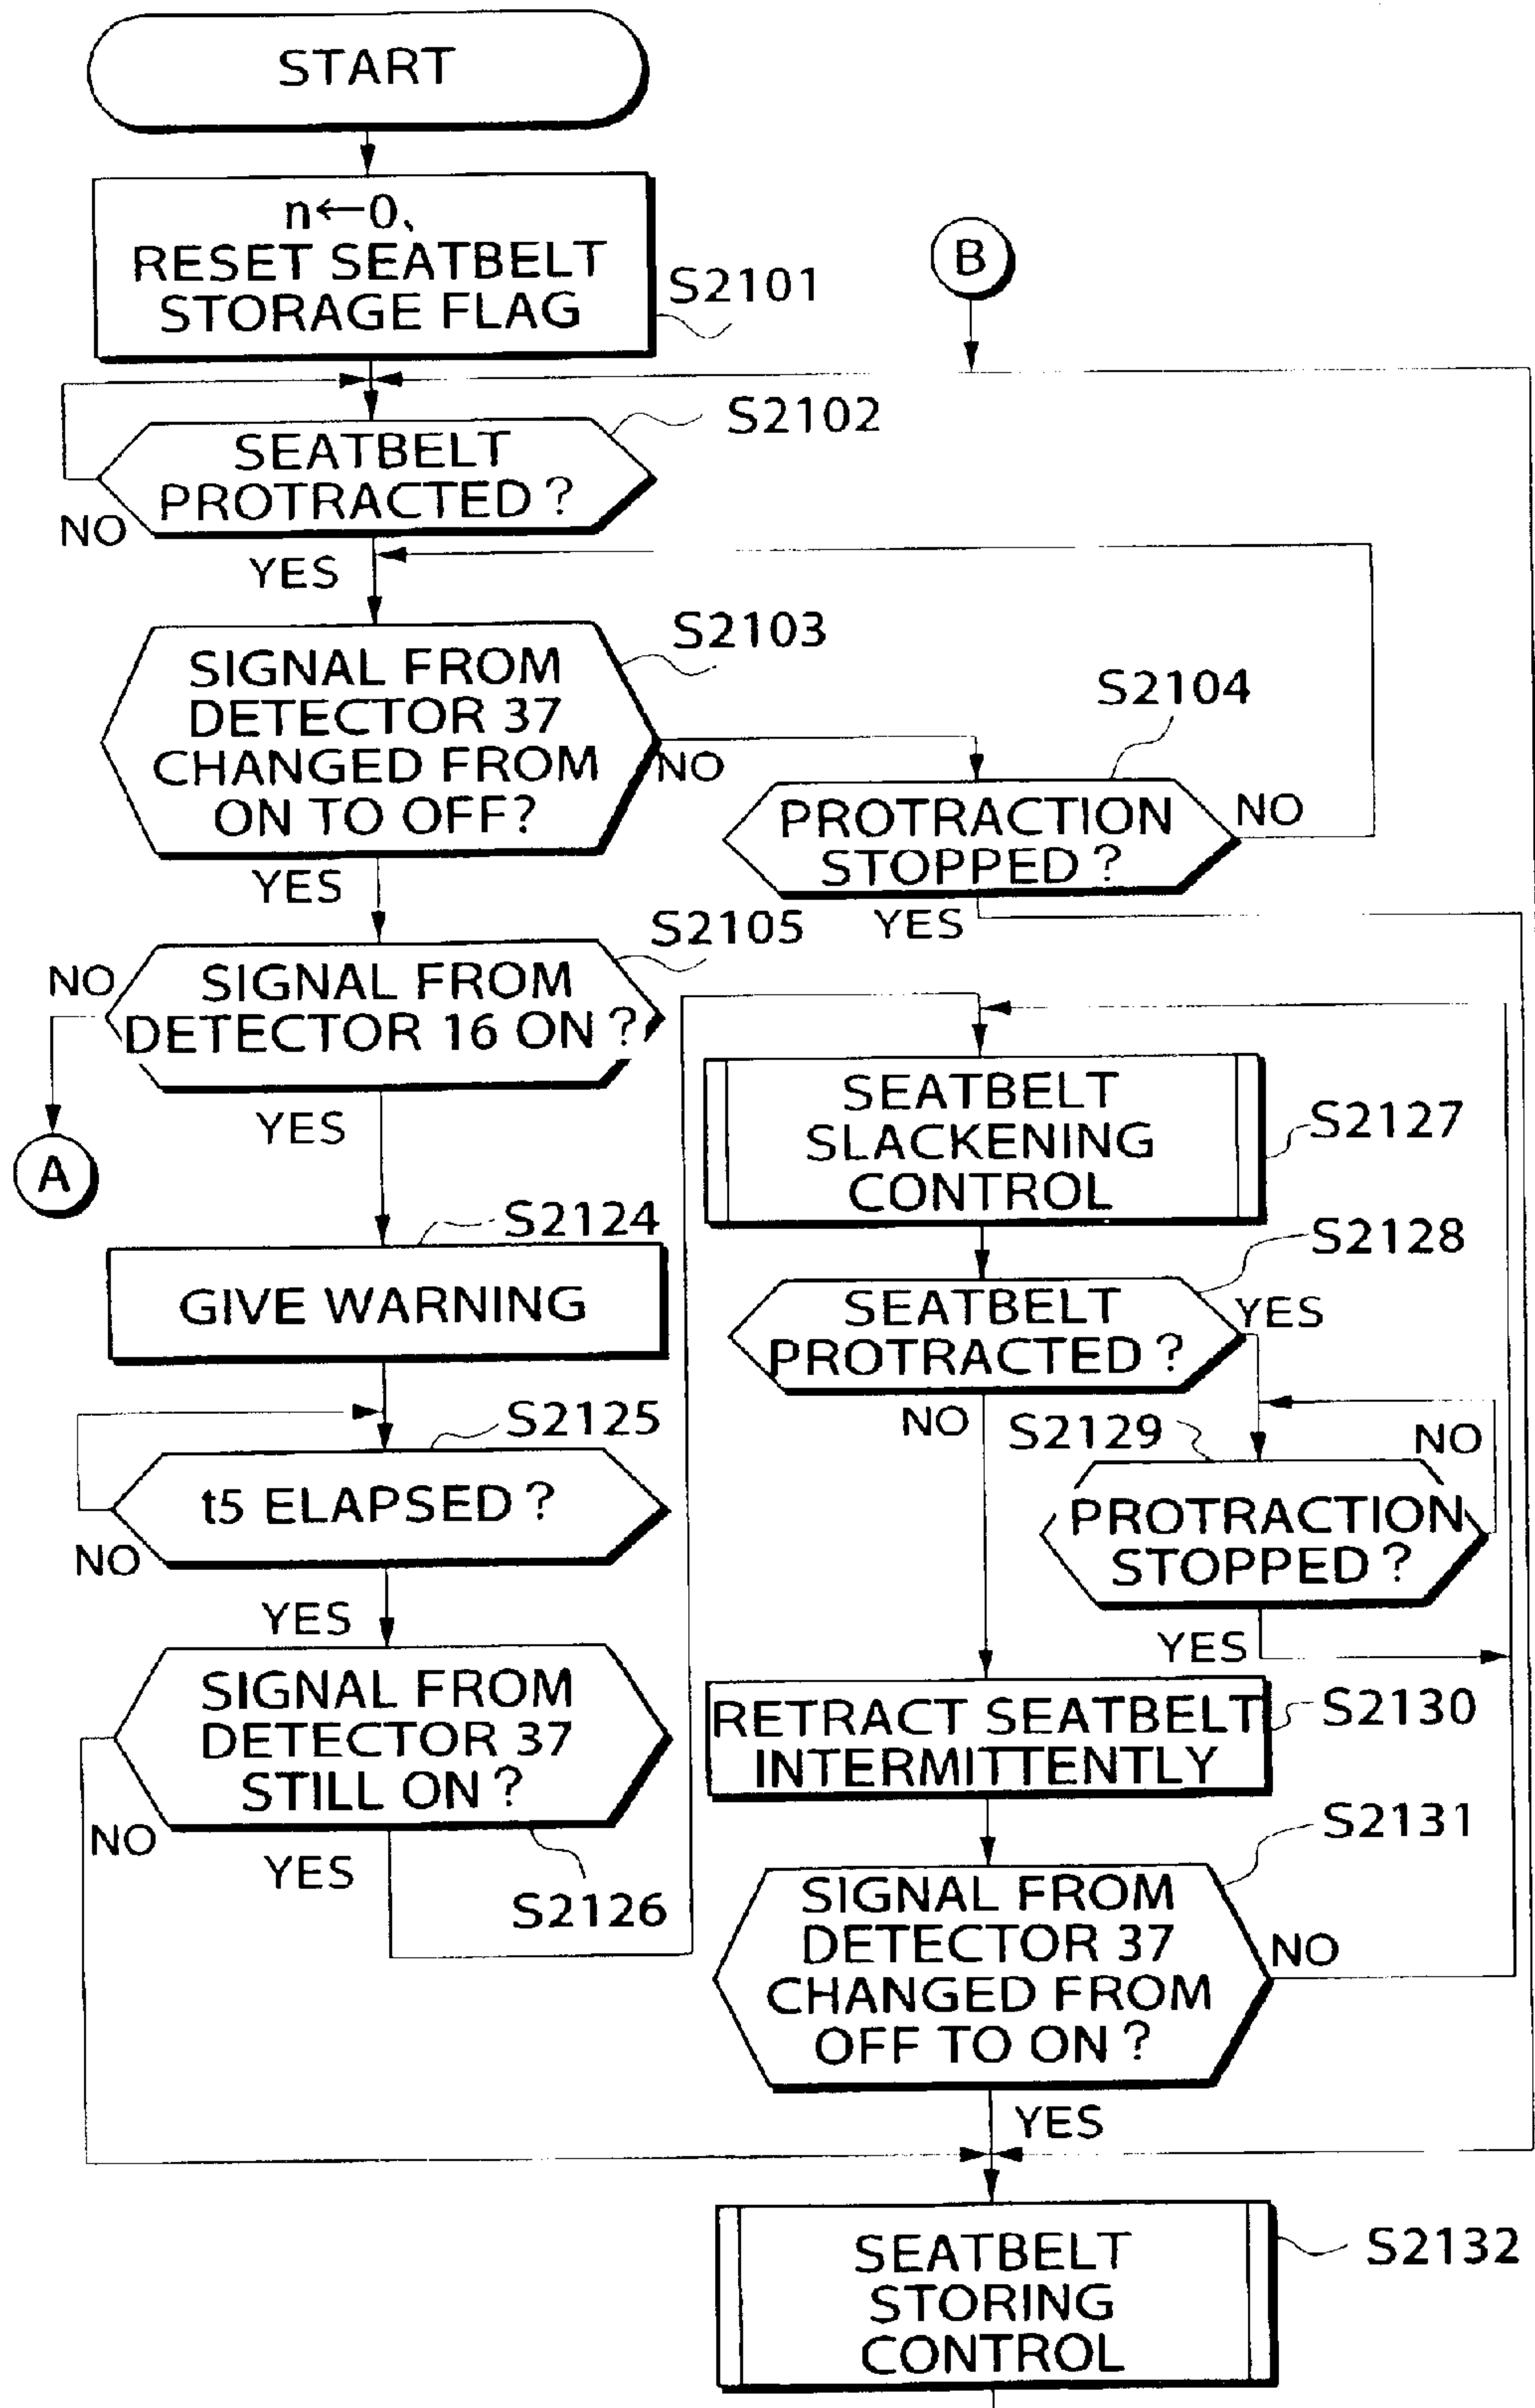 START
n←0,
RESET SEATBELT
STORAGE FLAG
S2101
B
S2102
SEATBELT
PROTRACTED ?
NO
YES
S2103
SIGNAL FROM
DETECTOR 37
CHANGED FROM
ON TO OFF?
NO
YES
S2104
PROTRACTION
STOPPED ?
NO
YES
S2105
SIGNAL FROM
DETECTOR 16 ON ?
NO
YES
A
S2124
GIVE WARNING
S2125
t5 ELAPSED ?
NO
YES
SIGNAL FROM
DETECTOR 37
STILL ON ?
NO
YES
S2126
SEATBELT
SLACKENING
CONTROL
S2127
S2128
SEATBELT
PROTRACTED ?
YES
NO
S2129
NO
PROTRACTION
STOPPED ?
YES
RETRACT SEATBELT
INTERMITTENTLY
S2130
S2131
SIGNAL FROM
DETECTOR 37
CHANGED FROM
OFF TO ON ?
NO
YES
SEATBELT
STORING
CONTROL
S2132